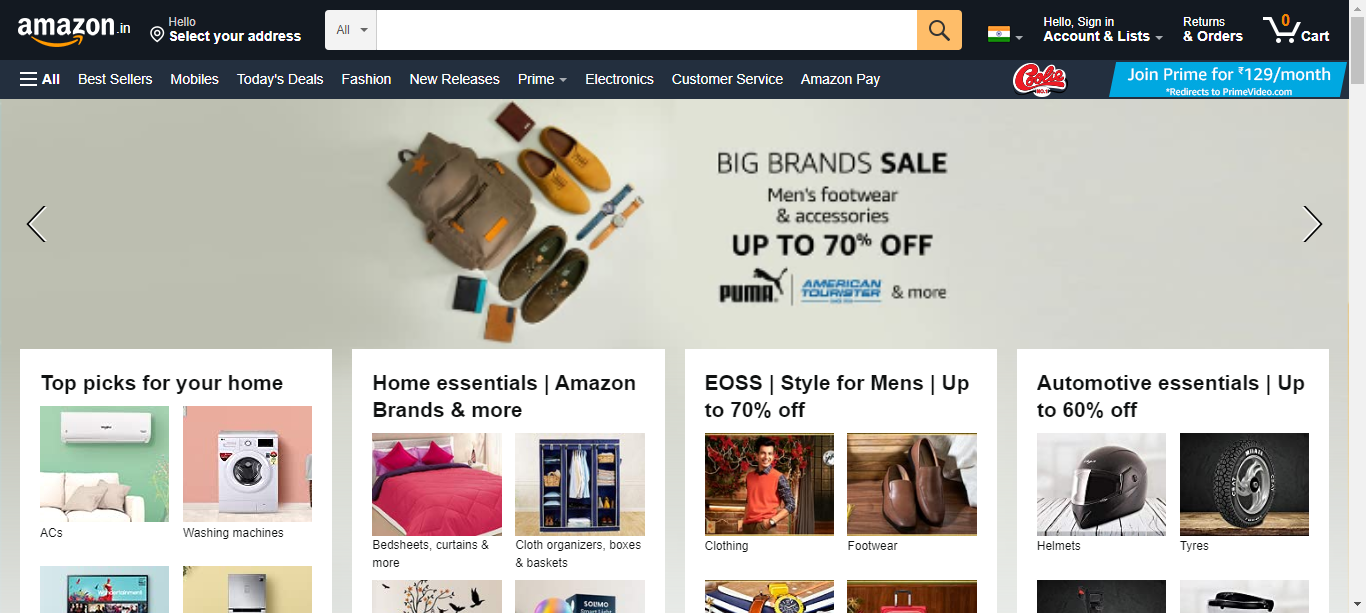 amazon.in
Hello
Select your address
All
Hello, Sign in
Account & Lists
Returns
& Orders
0
Cart
All
Best Sellers
Mobiles
Today's Deals
Fashion
New Releases
Prime
Electronics
Customer Service
Amazon Pay
Coolie
NO.1
Join Prime for ₹129/month
*Redirects to PrimeVideo.com
BIG BRANDS SALE
Men's footwear
& accessories
UP TO 70% OFF
PUMA
AMERICAN
TOURISTER
& more
Top picks for your home
ACs
Washing machines
Home essentials | Amazon
Brands & more
Bedsheets, curtains &
more
Cloth organizers, boxes
& baskets
SOLIMO
EOSS | Style for Mens | Up
to 70% off
Clothing
Footwear
Automotive essentials | Up
to 60% off
Helmets
Tyres